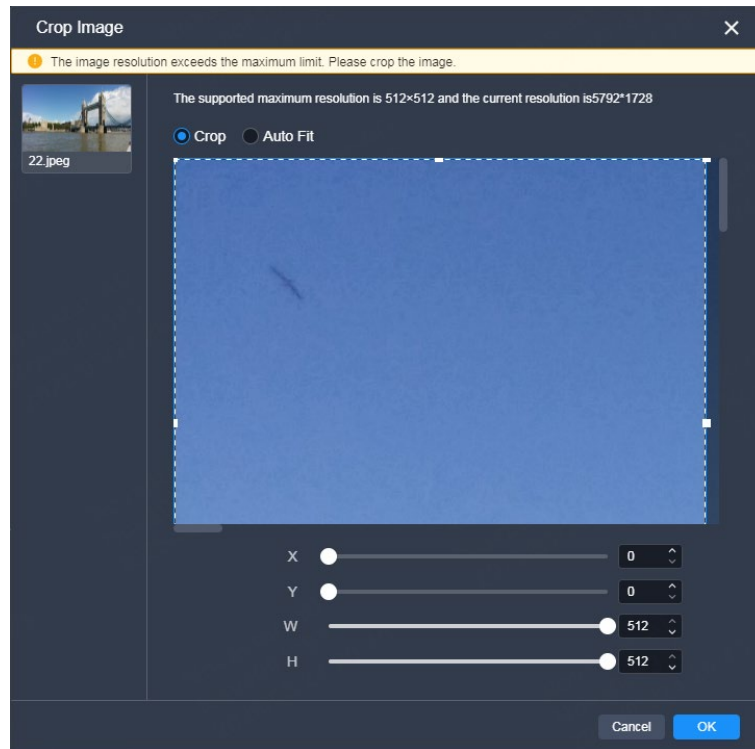 Crop Image
The image resolution exceeds the maximum limit. Please crop the image.
The supported maximum resolution is 512×512 and the current resolution is5792*1728
Crop Auto Fit
22.jpeg
X 0
Y 0
W 512
H 512
Cancel OK